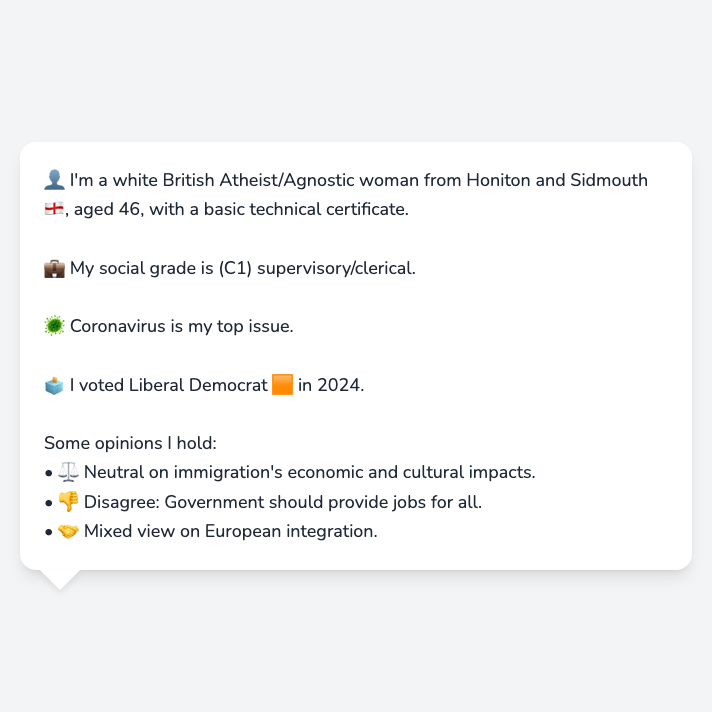 👤 I'm a white British Atheist/Agnostic woman from Honiton and Sidmouth
🏴󠁧󠁢󠁥󠁮󠁧󠁿, aged 46, with a basic technical certificate.
💼 My social grade is (C1) supervisory/clerical.
🦠 Coronavirus is my top issue.
🗳️ I voted Liberal Democrat 🟧 in 2024.
Some opinions I hold:
• ⚖️ Neutral on immigration's economic and cultural impacts.
• 👎 Disagree: Government should provide jobs for all.
• 🤝 Mixed view on European integration.